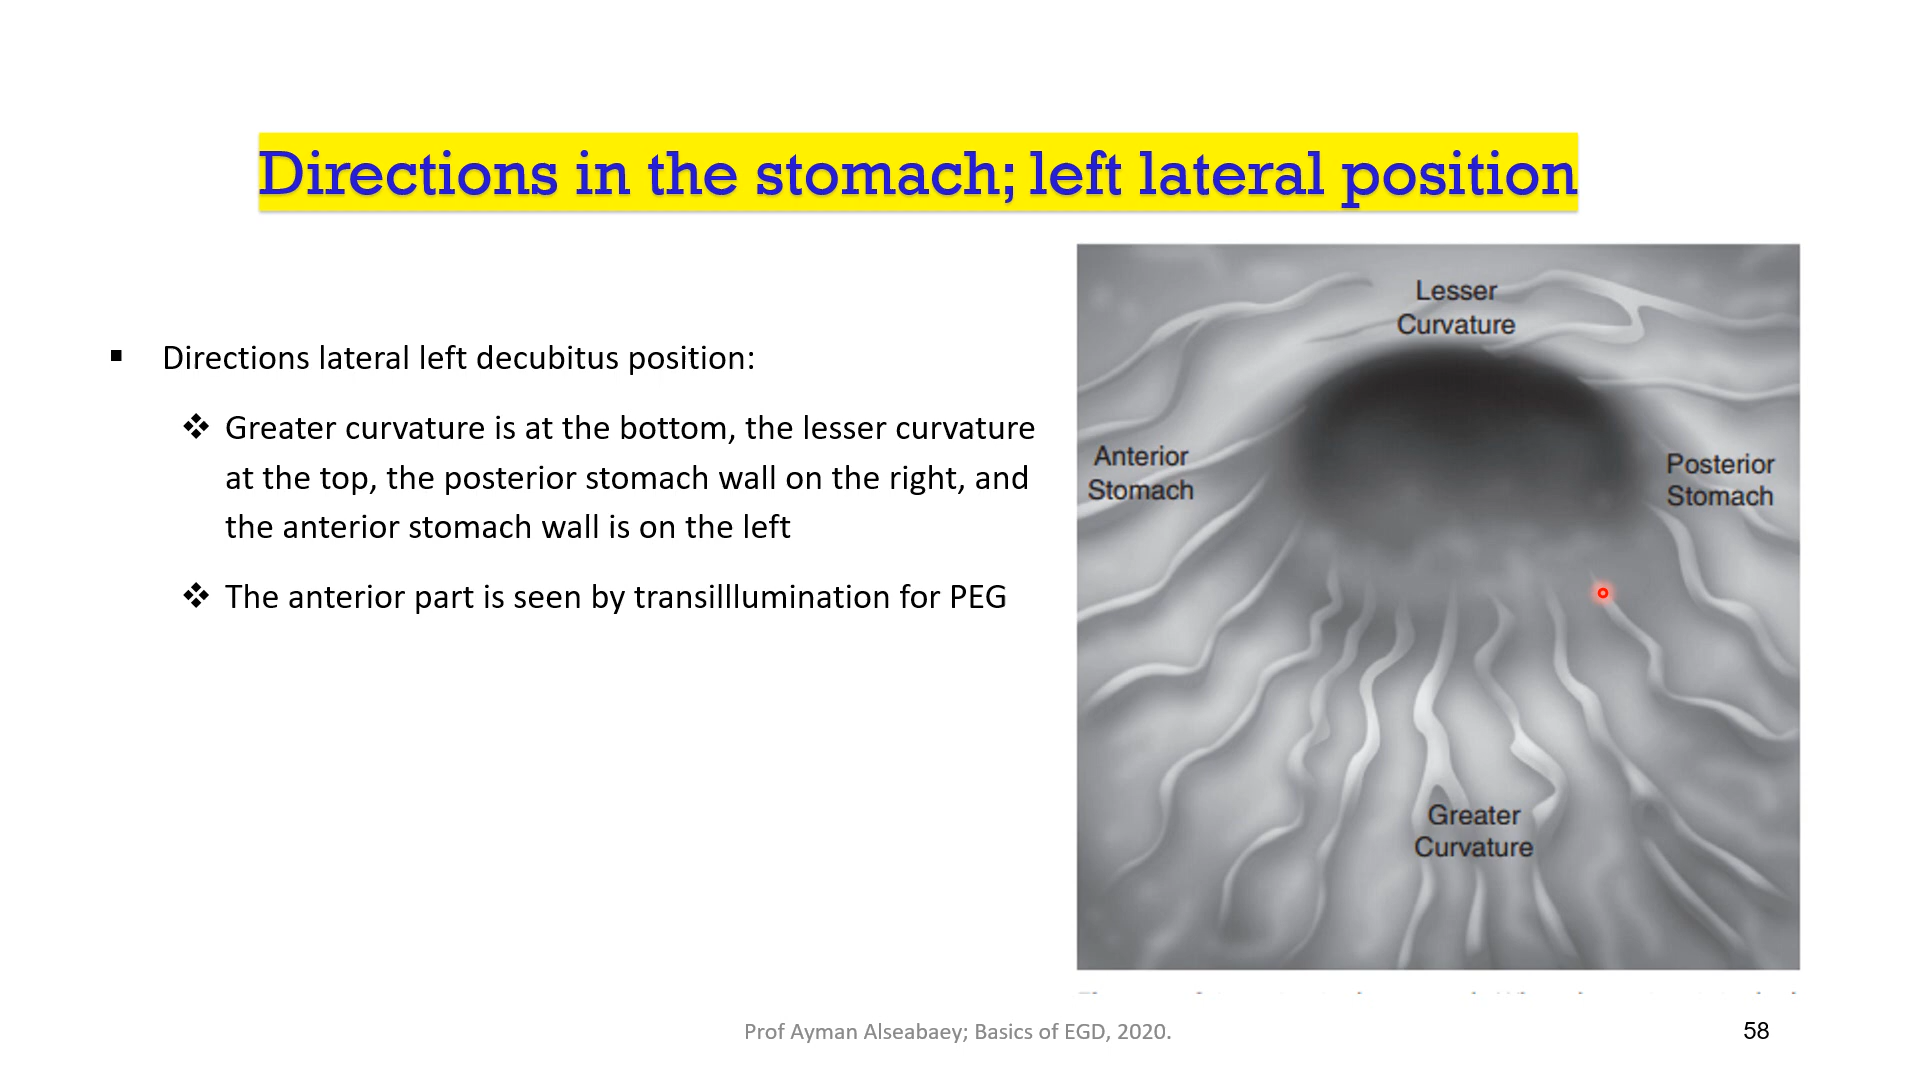 Directions in the stomach; left lateral position
▪ Directions lateral left decubitus position:
❖ Greater curvature is at the bottom, the lesser curvature
at the top, the posterior stomach wall on the right, and
the anterior stomach wall is on the left
❖ The anterior part is seen by transilllumination for PEG
Lesser
Curvature
Anterior
Stomach
Posterior
Stomach
Greater
Curvature
Prof Ayman Alseabaey; Basics of EGD, 2020.
58